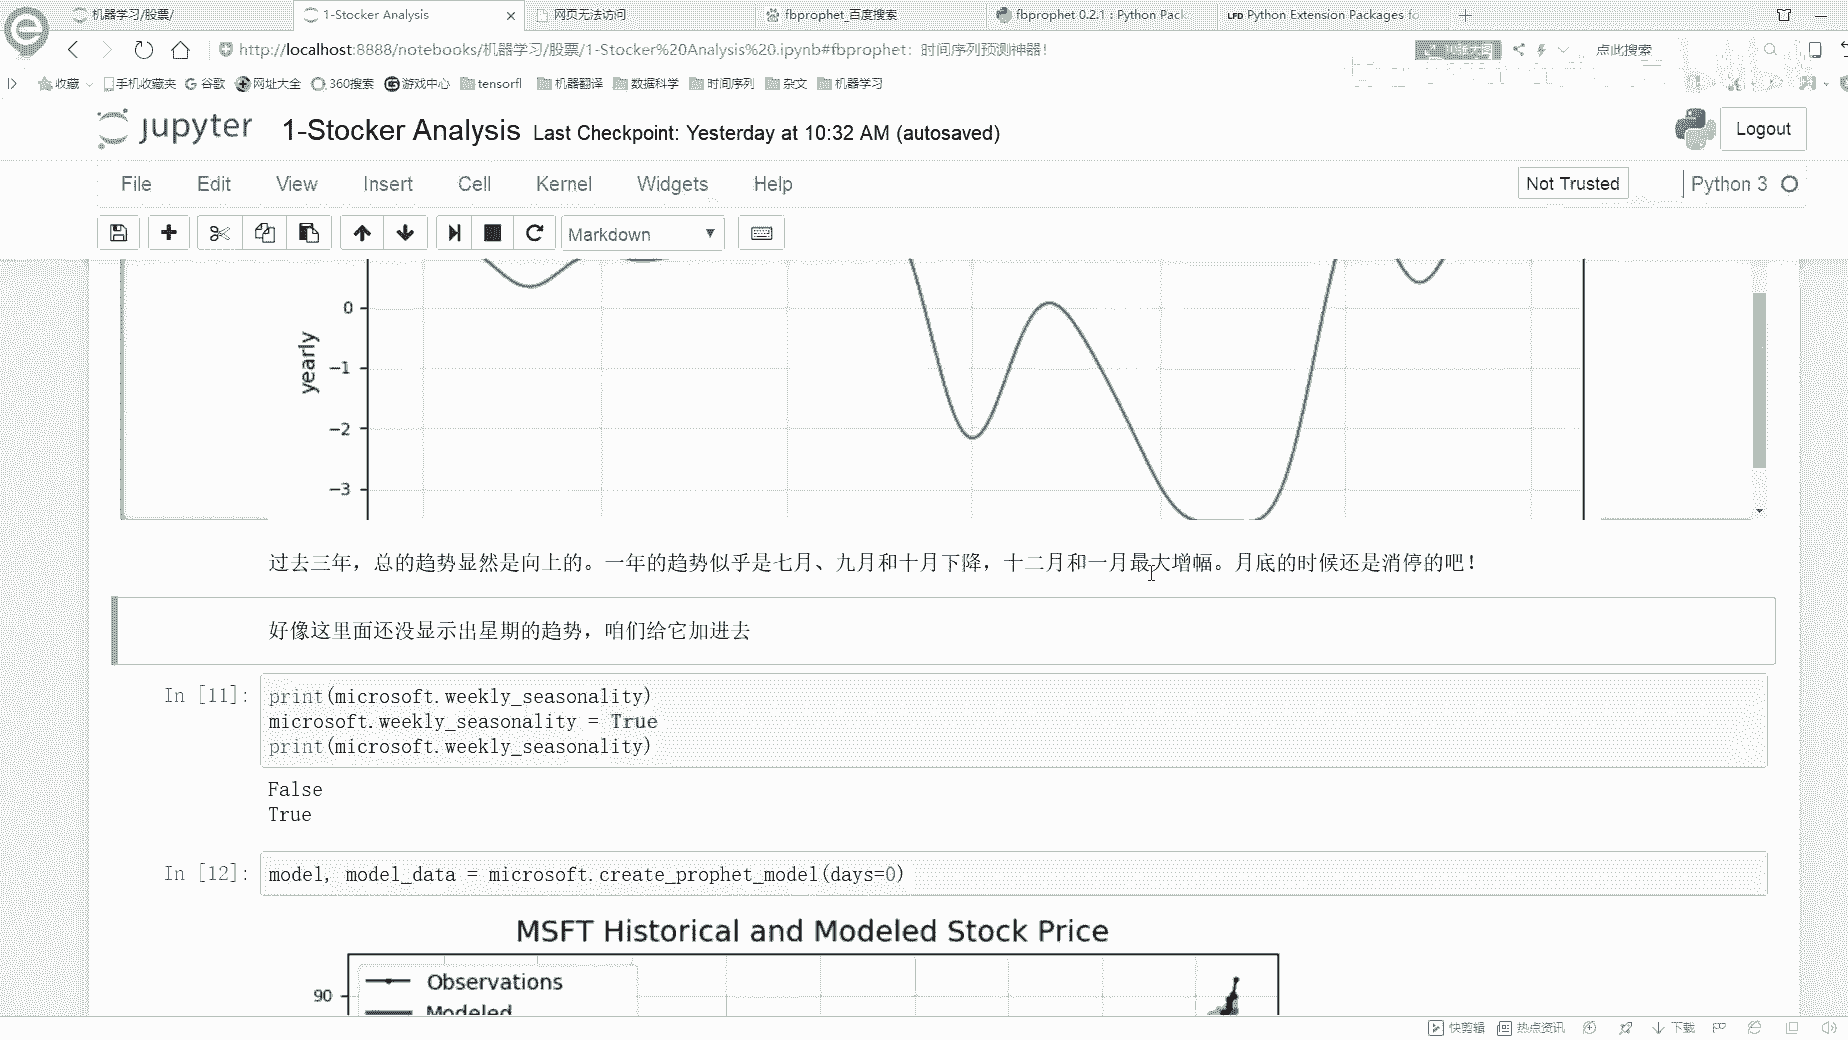 机器学习/股票/
1-Stocker Analysis
网页无法访问
fbprophet_百度搜索
fbprophet 0.2.1 : Python Pack
LFD Python Extension Packages fo
http://localhost:8888/notebooks/机器学习/股票/1-Stocker%20Analysis%20.ipynb#fbprophet：时间序列预测神器！
点此搜索
收藏
手机收藏夹
谷歌
网址大全
360搜索
游戏中心
tensorfl
机器翻译
数据科学
时间序列
杂文
机器学习
jupyter
1-Stocker Analysis
Last Checkpoint: Yesterday at 10:32 AM (autosaved)
Logout
File
Edit
View
Insert
Cell
Kernel
Widgets
Help
Not Trusted
Python 3
Markdown
0
−1
−2
−3
yearly
过去三年，总的趋势显然是向上的。一年的趋势似乎是七月、九月和十月下降，十二月和一月最大增幅。月底的时候还是消停的吧！
好像这里面还没显示出星期的趋势，咱们给它加进去
In [11]:
print(microsoft.weekly_seasonality)
microsoft.weekly_seasonality = True
print(microsoft.weekly_seasonality)
False
True
In [12]:
model, model_data = microsoft.create_prophet_model(days=0)
MSFT Historical and Modeled Stock Price
Observations
Modeled
90
快剪辑
热点资讯
下载